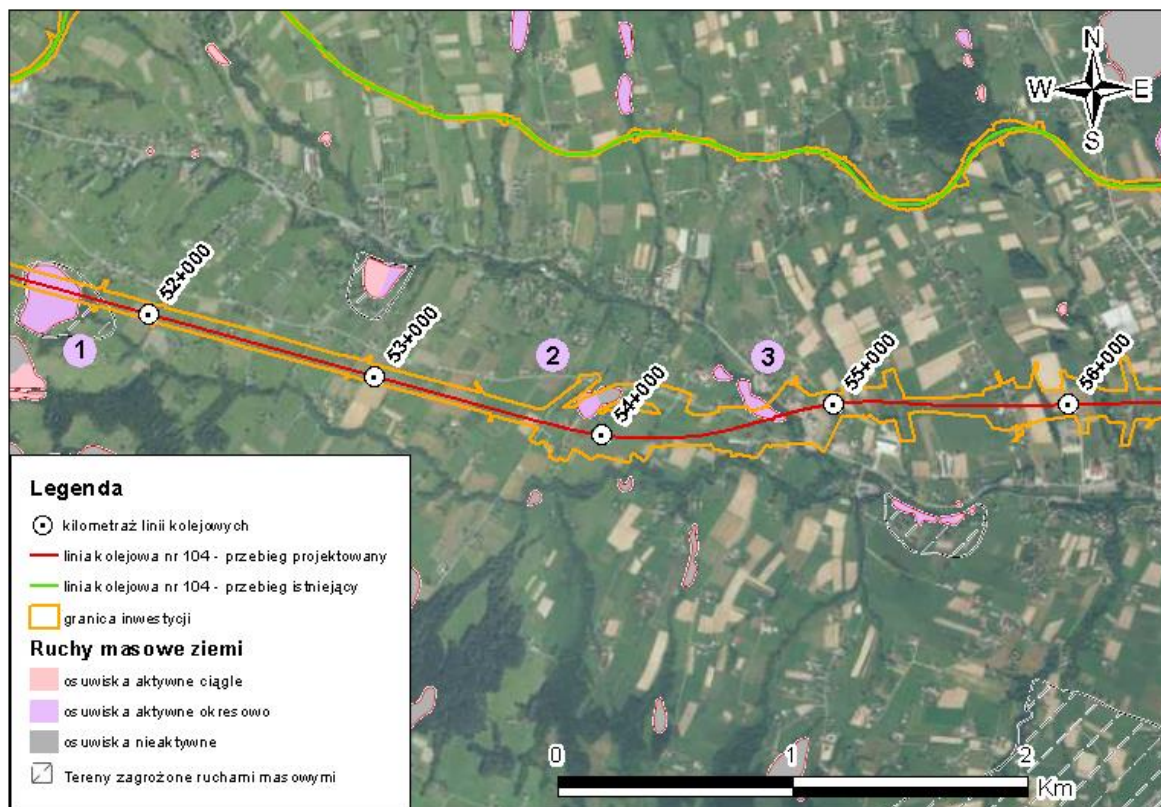 N
W E
S
52+000
1
53+000
2
54+000
3
55+000
56+000
Legenda
kilometraż linii kolejowych
linia kolejowa nr 104 - przebieg projektowany
linia kolejowa nr 104 - przebieg istniejący
granica inwestycji
Ruchy masowe ziemi
osuwiska aktywne ciągle
osuwiska aktywne okresowo
osuwiska nieaktywne
Tereny zagrożone ruchami masowymi
0 1 2
Km